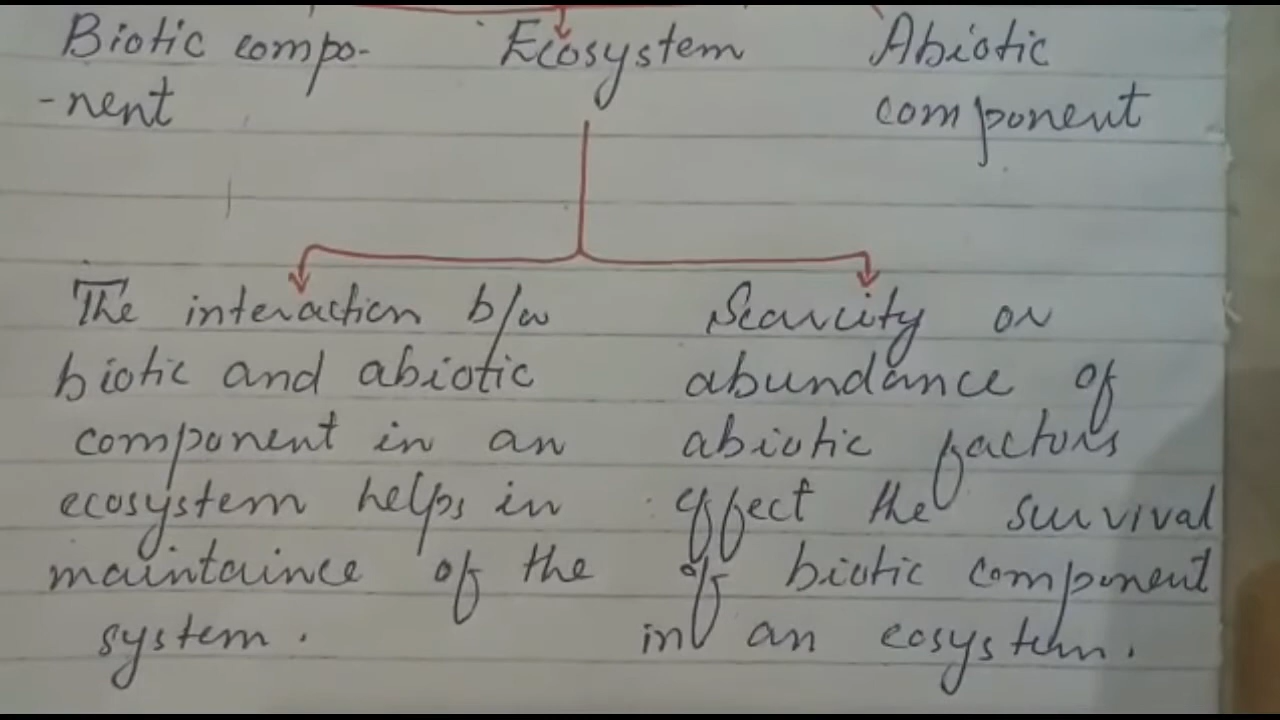 Biotic compo-
-nent
Ecosystem
Abiotic
component
The interaction b/w
biotic and abiotic
component in an
ecosystem helps in
maintaince of the
system.
Scarcity or
abundance of
abiotic factors
effect the survival
of biotic component
in an ecosystem.